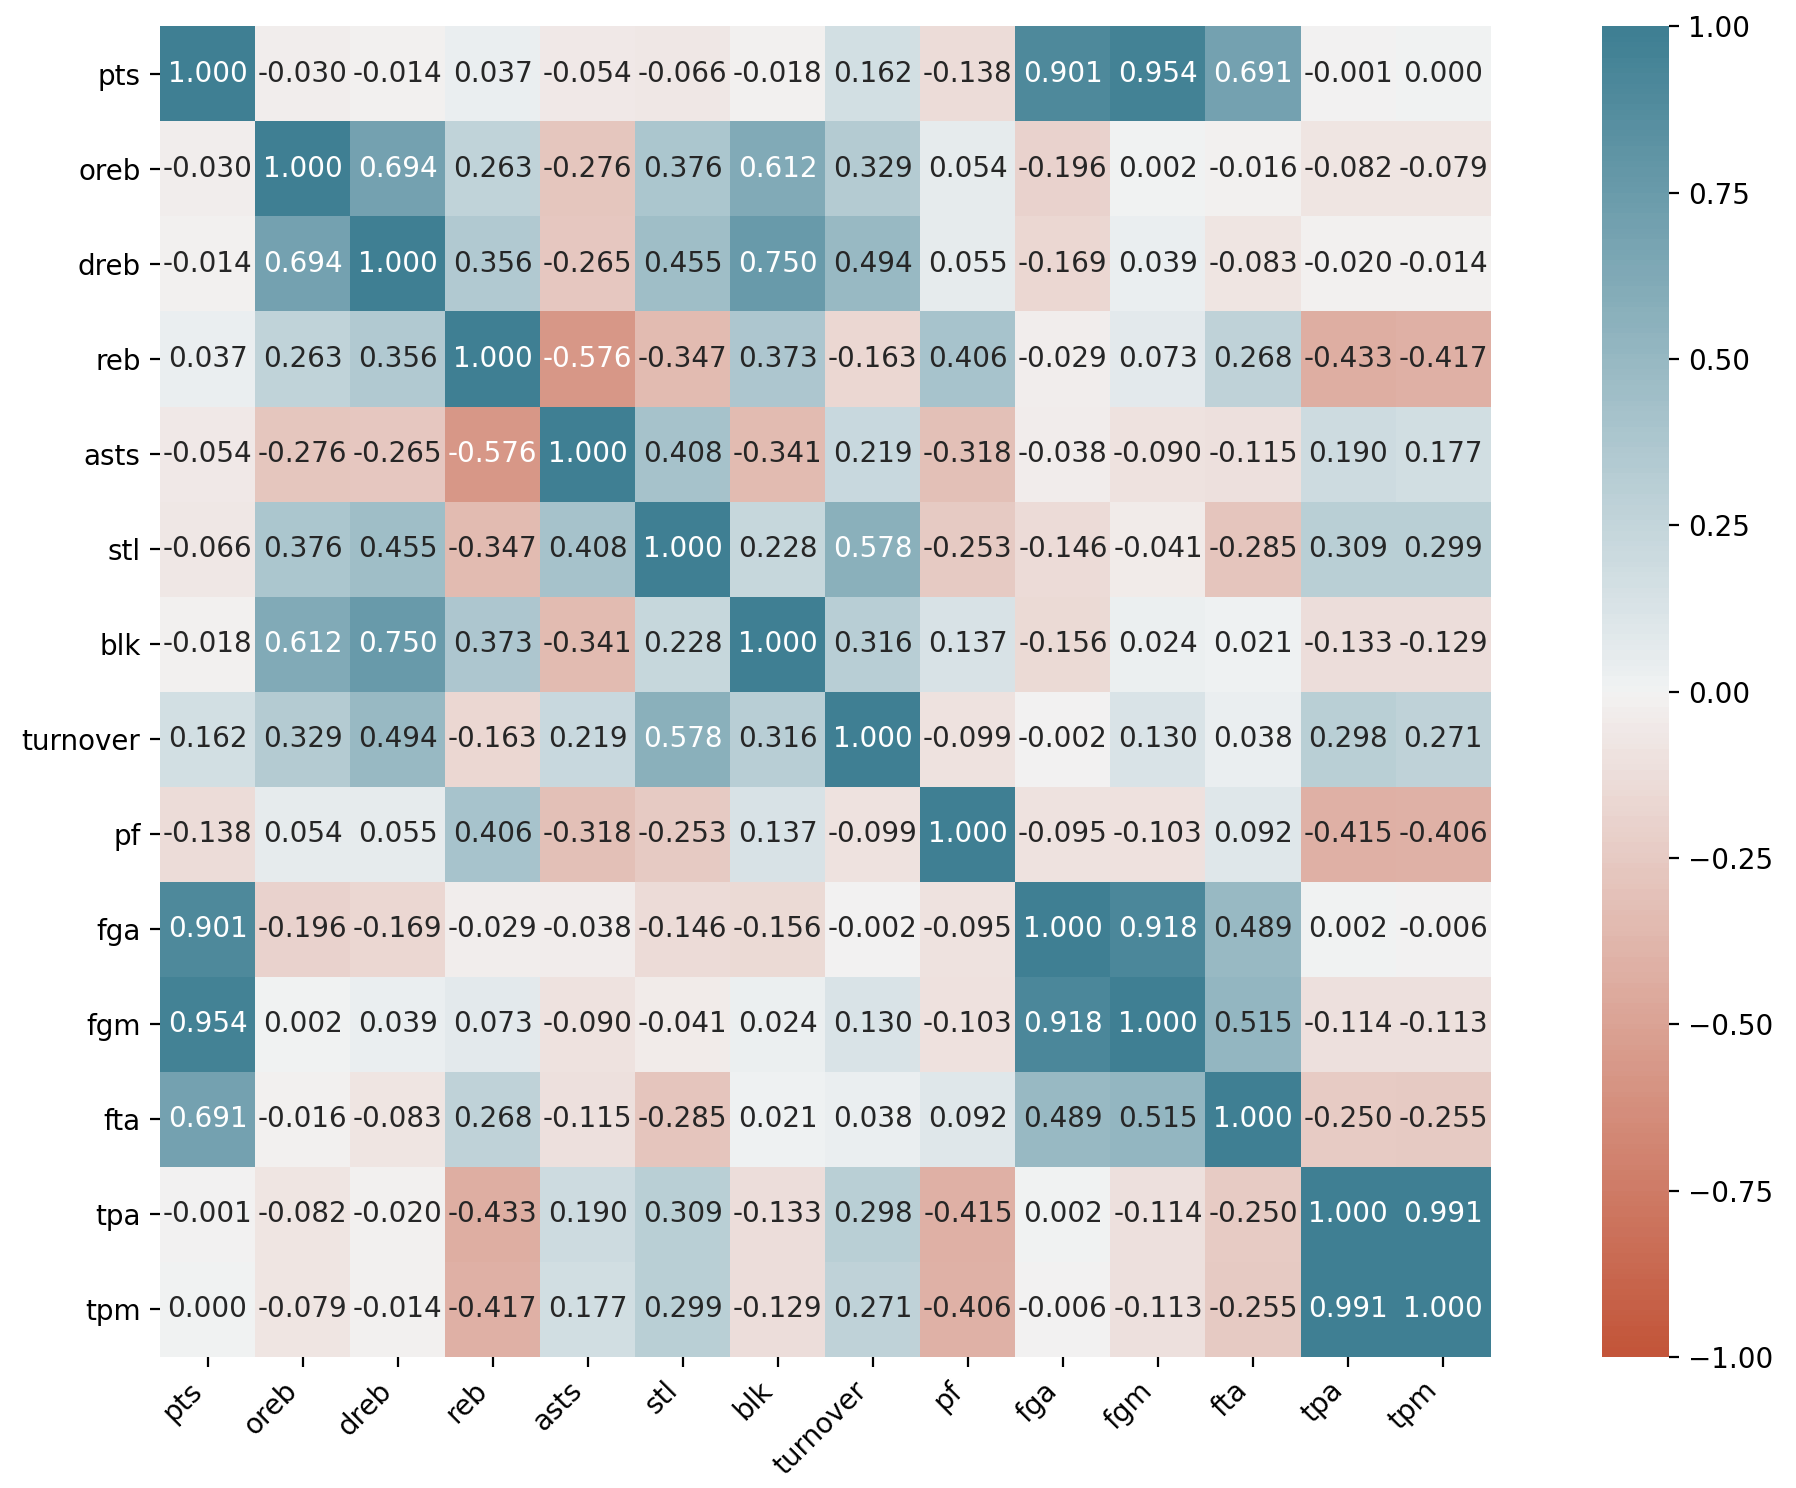 pts 1.000 -0.030 -0.014 0.037 -0.054 -0.066 -0.018 0.162 -0.138 0.901 0.954 0.691 -0.001 0.000
oreb -0.030 1.000 0.694 0.263 -0.276 0.376 0.612 0.329 0.054 -0.196 0.002 -0.016 -0.082 -0.079
dreb -0.014 0.694 1.000 0.356 -0.265 0.455 0.750 0.494 0.055 -0.169 0.039 -0.083 -0.020 -0.014
reb 0.037 0.263 0.356 1.000 -0.576 -0.347 0.373 -0.163 0.406 -0.029 0.073 0.268 -0.433 -0.417
asts -0.054 -0.276 -0.265 -0.576 1.000 0.408 -0.341 0.219 -0.318 -0.038 -0.090 -0.115 0.190 0.177
stl -0.066 0.376 0.455 -0.347 0.408 1.000 0.228 0.578 -0.253 -0.146 -0.041 -0.285 0.309 0.299
blk -0.018 0.612 0.750 0.373 -0.341 0.228 1.000 0.316 0.137 -0.156 0.024 0.021 -0.133 -0.129
turnover 0.162 0.329 0.494 -0.163 0.219 0.578 0.316 1.000 -0.099 -0.002 0.130 0.038 0.298 0.271
pf -0.138 0.054 0.055 0.406 -0.318 -0.253 0.137 -0.099 1.000 -0.095 -0.103 0.092 -0.415 -0.406
fga 0.901 -0.196 -0.169 -0.029 -0.038 -0.146 -0.156 -0.002 -0.095 1.000 0.918 0.489 0.002 -0.006
fgm 0.954 0.002 0.039 0.073 -0.090 -0.041 0.024 0.130 -0.103 0.918 1.000 0.515 -0.114 -0.113
fta 0.691 -0.016 -0.083 0.268 -0.115 -0.285 0.021 0.038 0.092 0.489 0.515 1.000 -0.250 -0.255
tpa -0.001 -0.082 -0.020 -0.433 0.190 0.309 -0.133 0.298 -0.415 0.002 -0.114 -0.250 1.000 0.991
tpm 0.000 -0.079 -0.014 -0.417 0.177 0.299 -0.129 0.271 -0.406 -0.006 -0.113 -0.255 0.991 1.000
pts oreb dreb reb asts stl blk turnover pf fga fgm fta tpa tpm
1.00
0.75
0.50
0.25
0.00
−0.25
−0.50
−0.75
−1.00